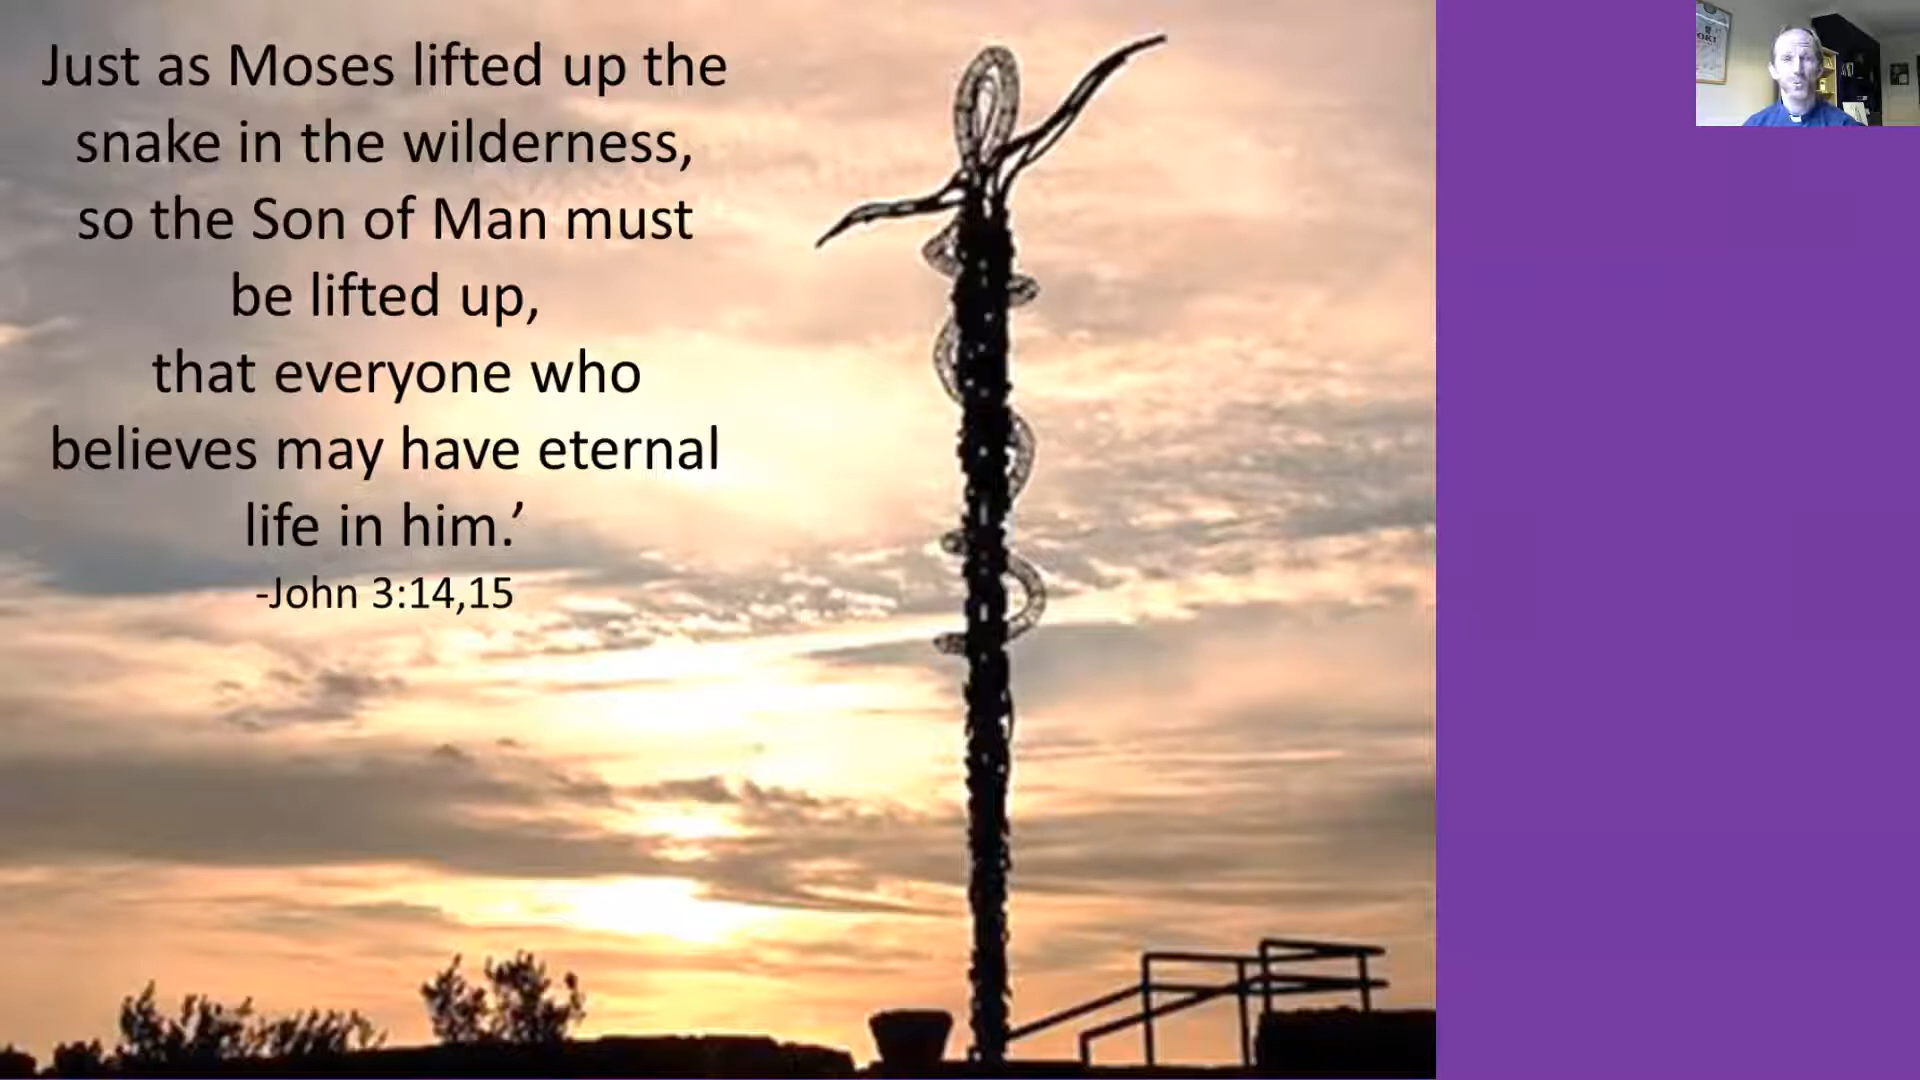 Just as Moses lifted up the
snake in the wilderness,
so the Son of Man must
be lifted up,
that everyone who
believes may have eternal
life in him.’
-John 3:14,15